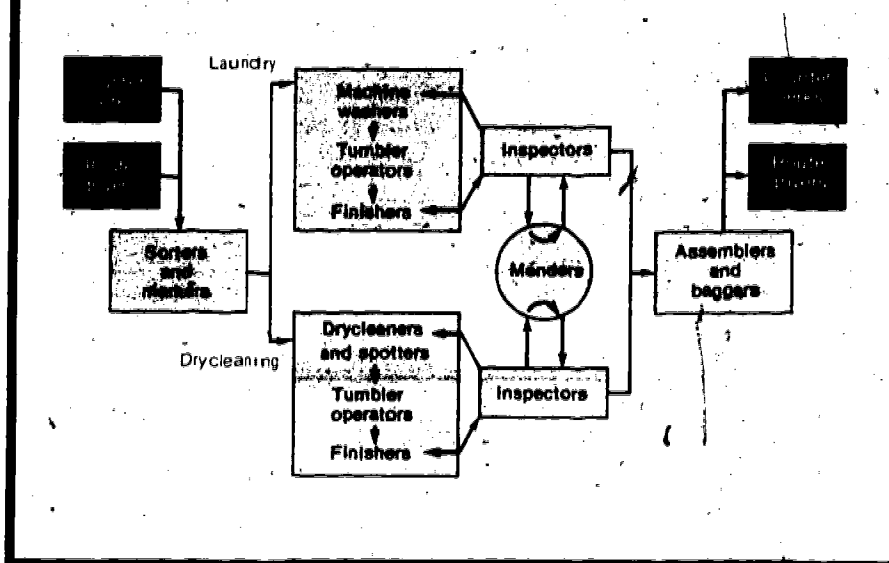 Laundry
Machine
washers
Tumbler
operators
Finishers
Inspectors
Sorters
and
markers
Menders
Assemblers
and
baggers
Drycleaning
Drycleaners
and spotters
Tumbler
operators
Finishers
Inspectors